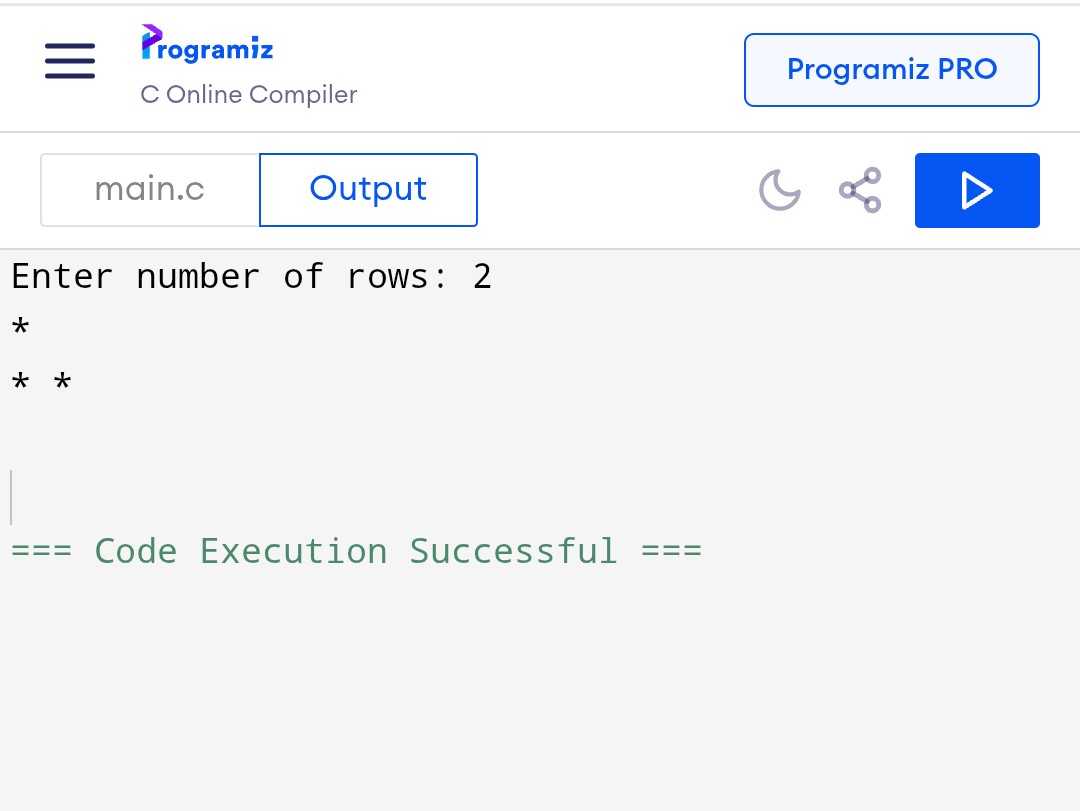 Programiz
C Online Compiler
Programiz PRO
main.c
Output
Enter number of rows: 2
*
* *
=== Code Execution Successful ===